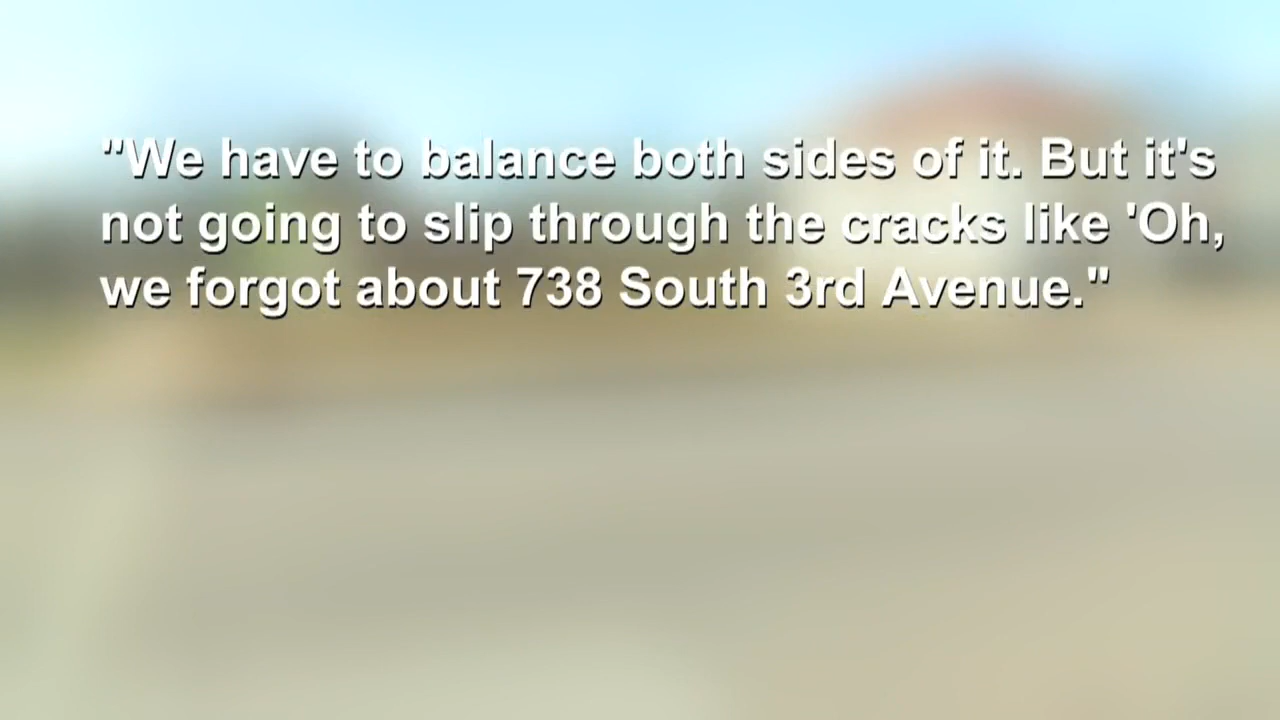 "We have to balance both sides of it. But it's
not going to slip through the cracks like 'Oh,
we forgot about 738 South 3rd Avenue."